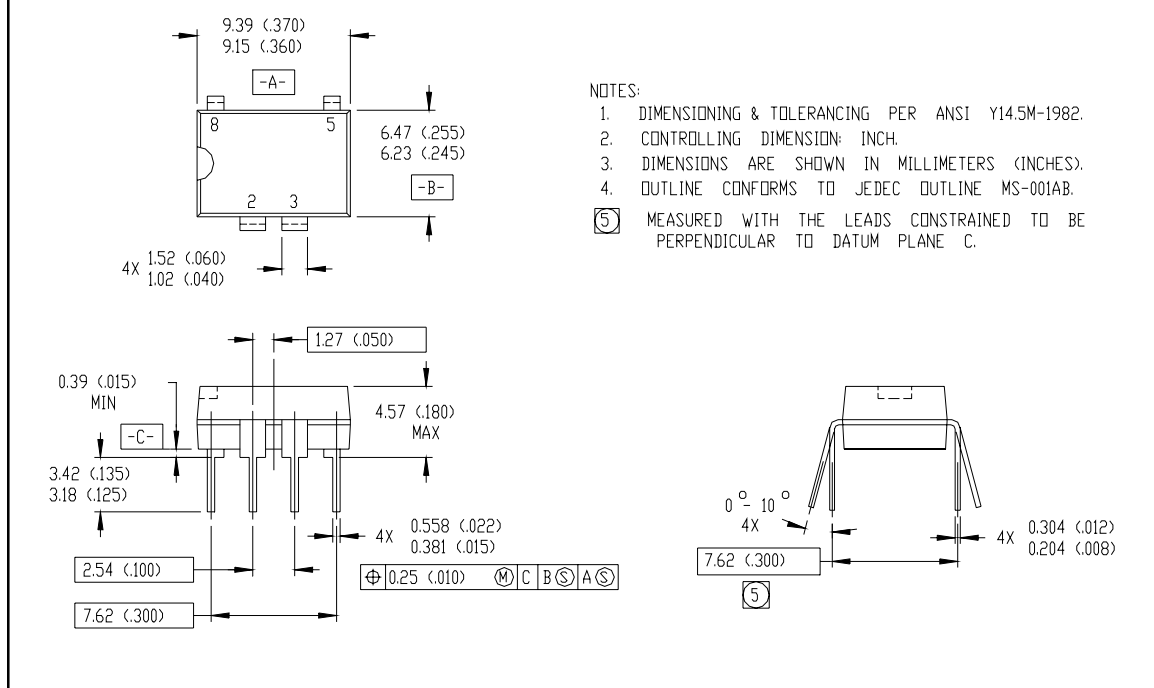 9.39 (.370)
9.15 (.360)
-A-
8
5
2
3
6.47 (.255)
6.23 (.245)
-B-
4X 1.52 (.060)
1.02 (.040)
NOTES:
1. DIMENSIONING & TOLERANCING PER ANSI Y14.5M-1982.
2. CONTROLLING DIMENSION: INCH.
3. DIMENSIONS ARE SHOWN IN MILLIMETERS (INCHES).
4. OUTLINE CONFORMS TO JEDEC OUTLINE MS-001AB.
5 MEASURED WITH THE LEADS CONSTRAINED TO BE
PERPENDICULAR TO DATUM PLANE C.
1.27 (.050)
0.39 (.015)
MIN
4.57 (.180)
MAX
-C-
3.42 (.135)
3.18 (.125)
4X 0.558 (.022)
0.381 (.015)
2.54 (.100)
⌖ 0.25 (.010) Ⓜ C B Ⓢ A Ⓢ
7.62 (.300)
0° - 10°
4X
4X 0.304 (.012)
0.204 (.008)
7.62 (.300)
5